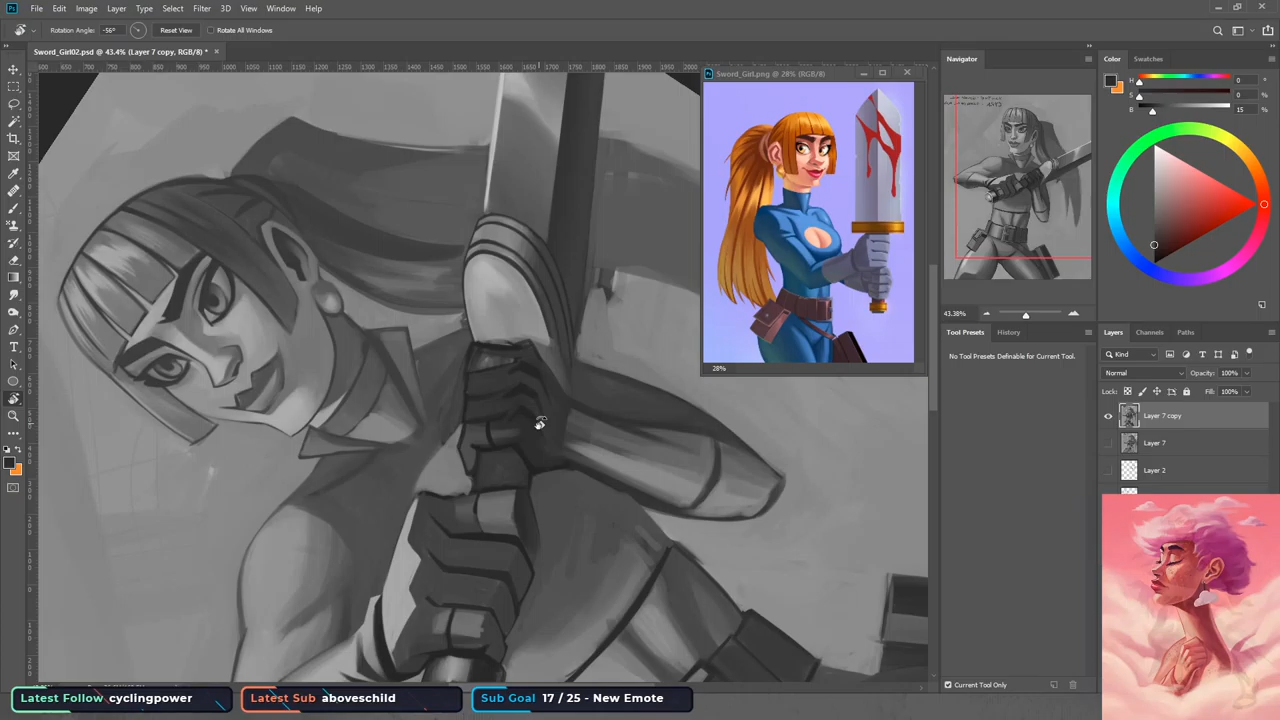 File Edit Image Layer Type Select Filter 3D View Window Help
Rotation Angle: -56° Reset View Rotate All Windows
Sword_Girl02.psd @ 43.4% (Layer 7 copy, RGB/8) *
Sword_Girl.png @ 28% (RGB/8)
28%
Navigator
43.38%
Color Swatches
H 0 °
S 0 %
B 15 %
Tool Presets History
No Tool Presets Defined for Current Tool.
Current Tool Only
Layers Channels Paths
Kind
Normal Opacity: 100%
Lock: Fill: 100%
Layer 7 copy
Layer 7
Layer 2
Latest Follow cyclingpower
Latest Sub aboveschild
Sub Goal 17 / 25 - New Emote